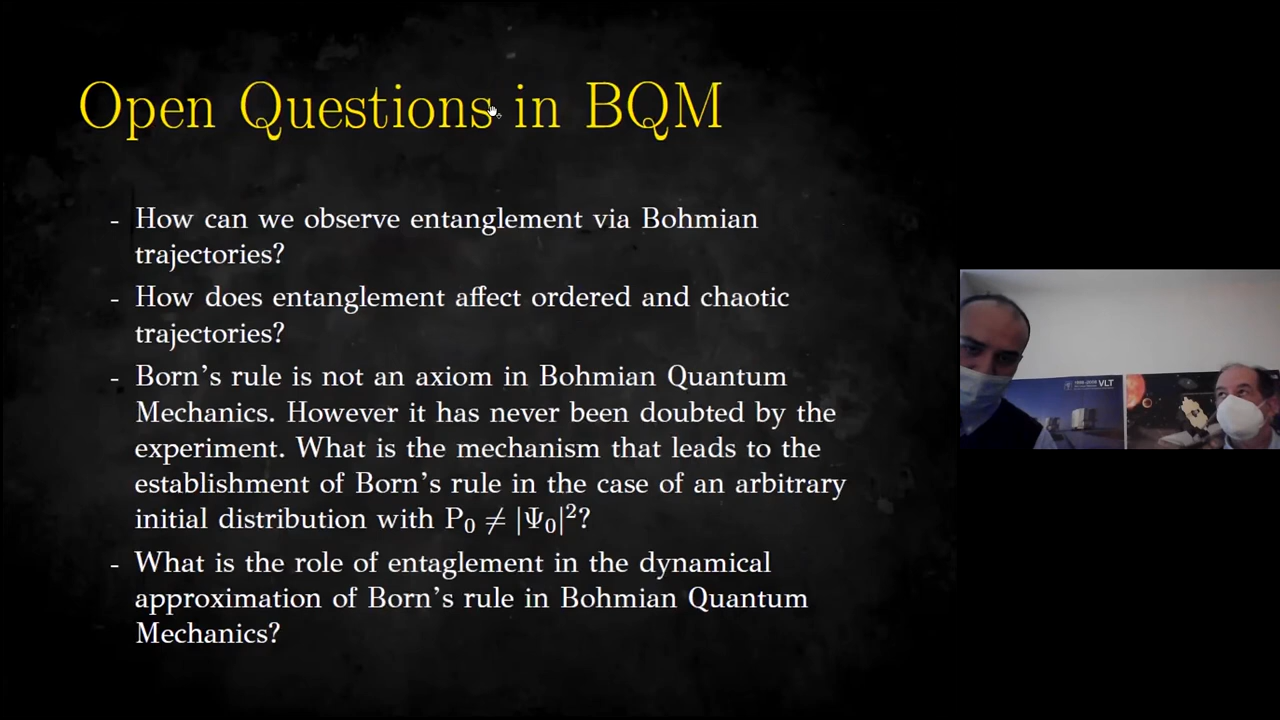 Open Questions in BQM
- How can we observe entanglement via Bohmian
trajectories?
- How does entanglement affect ordered and chaotic
trajectories?
- Born's rule is not an axiom in Bohmian Quantum
Mechanics. However it has never been doubted by the
experiment. What is the mechanism that leads to the
establishment of Born's rule in the case of an arbitrary
initial distribution with P₀ ≠ |Ψ₀|²?
- What is the role of entaglement in the dynamical
approximation of Born's rule in Bohmian Quantum
Mechanics?
VLT